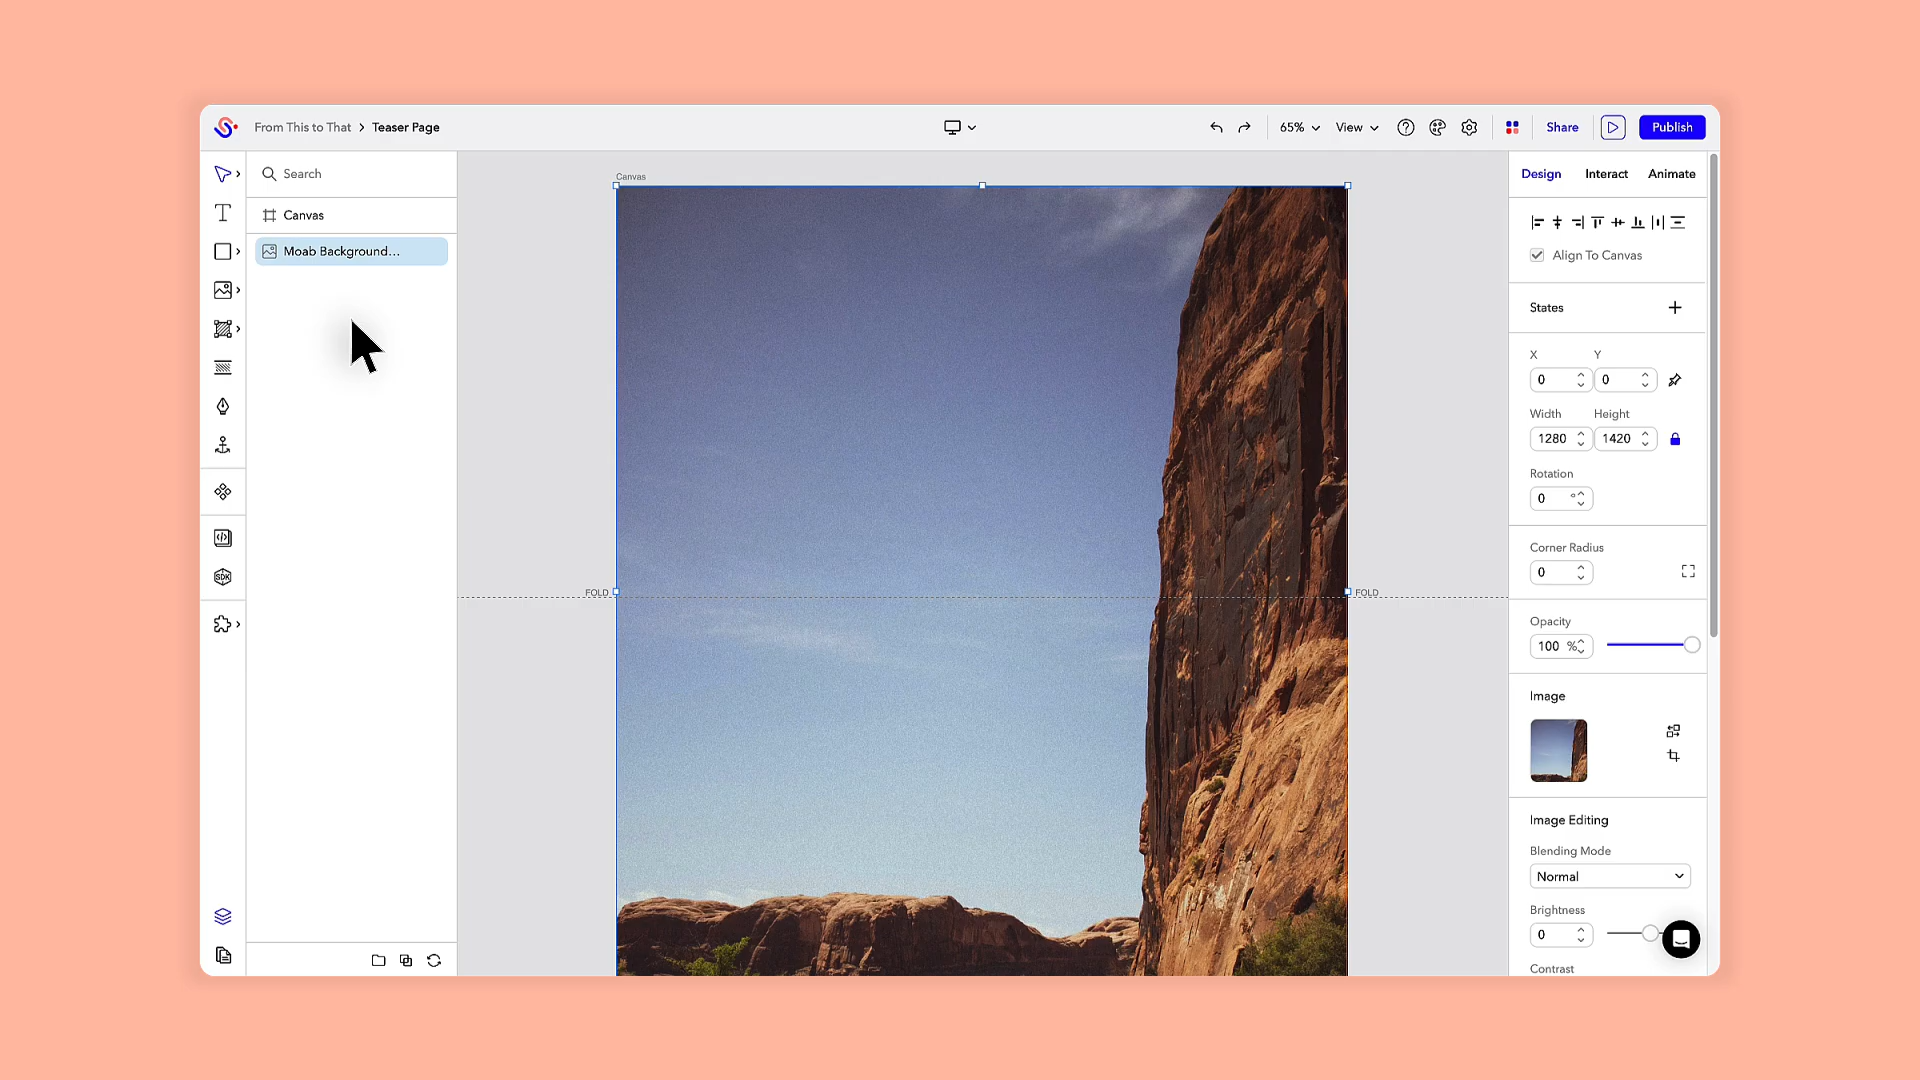 From This to That > Teaser Page
65%
View
Share
Publish
Search
Canvas
Moab Background...
Canvas
FOLD
FOLD
Design
Interact
Animate
Align To Canvas
States
X
Y
0
0
Width
Height
1280
1420
Rotation
0 °
Corner Radius
0
Opacity
100 %
Image
Image Editing
Blending Mode
Normal
Brightness
0
Contrast
SDK